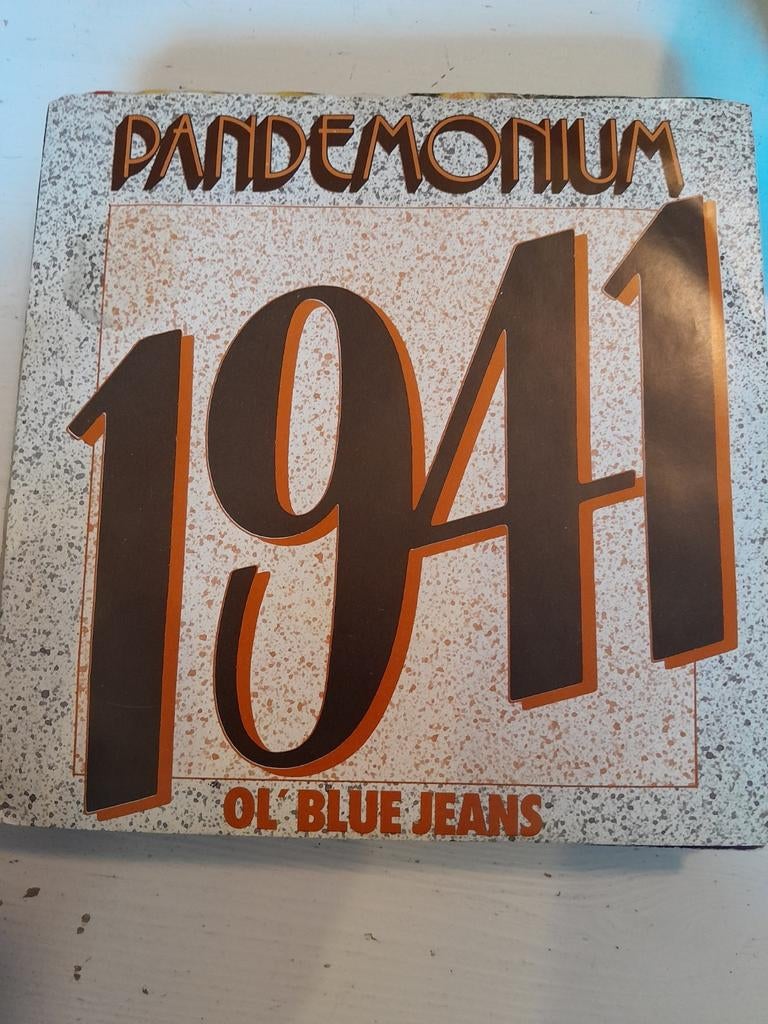 PANDEMONIUM
1941
OL' BLUE JEANS